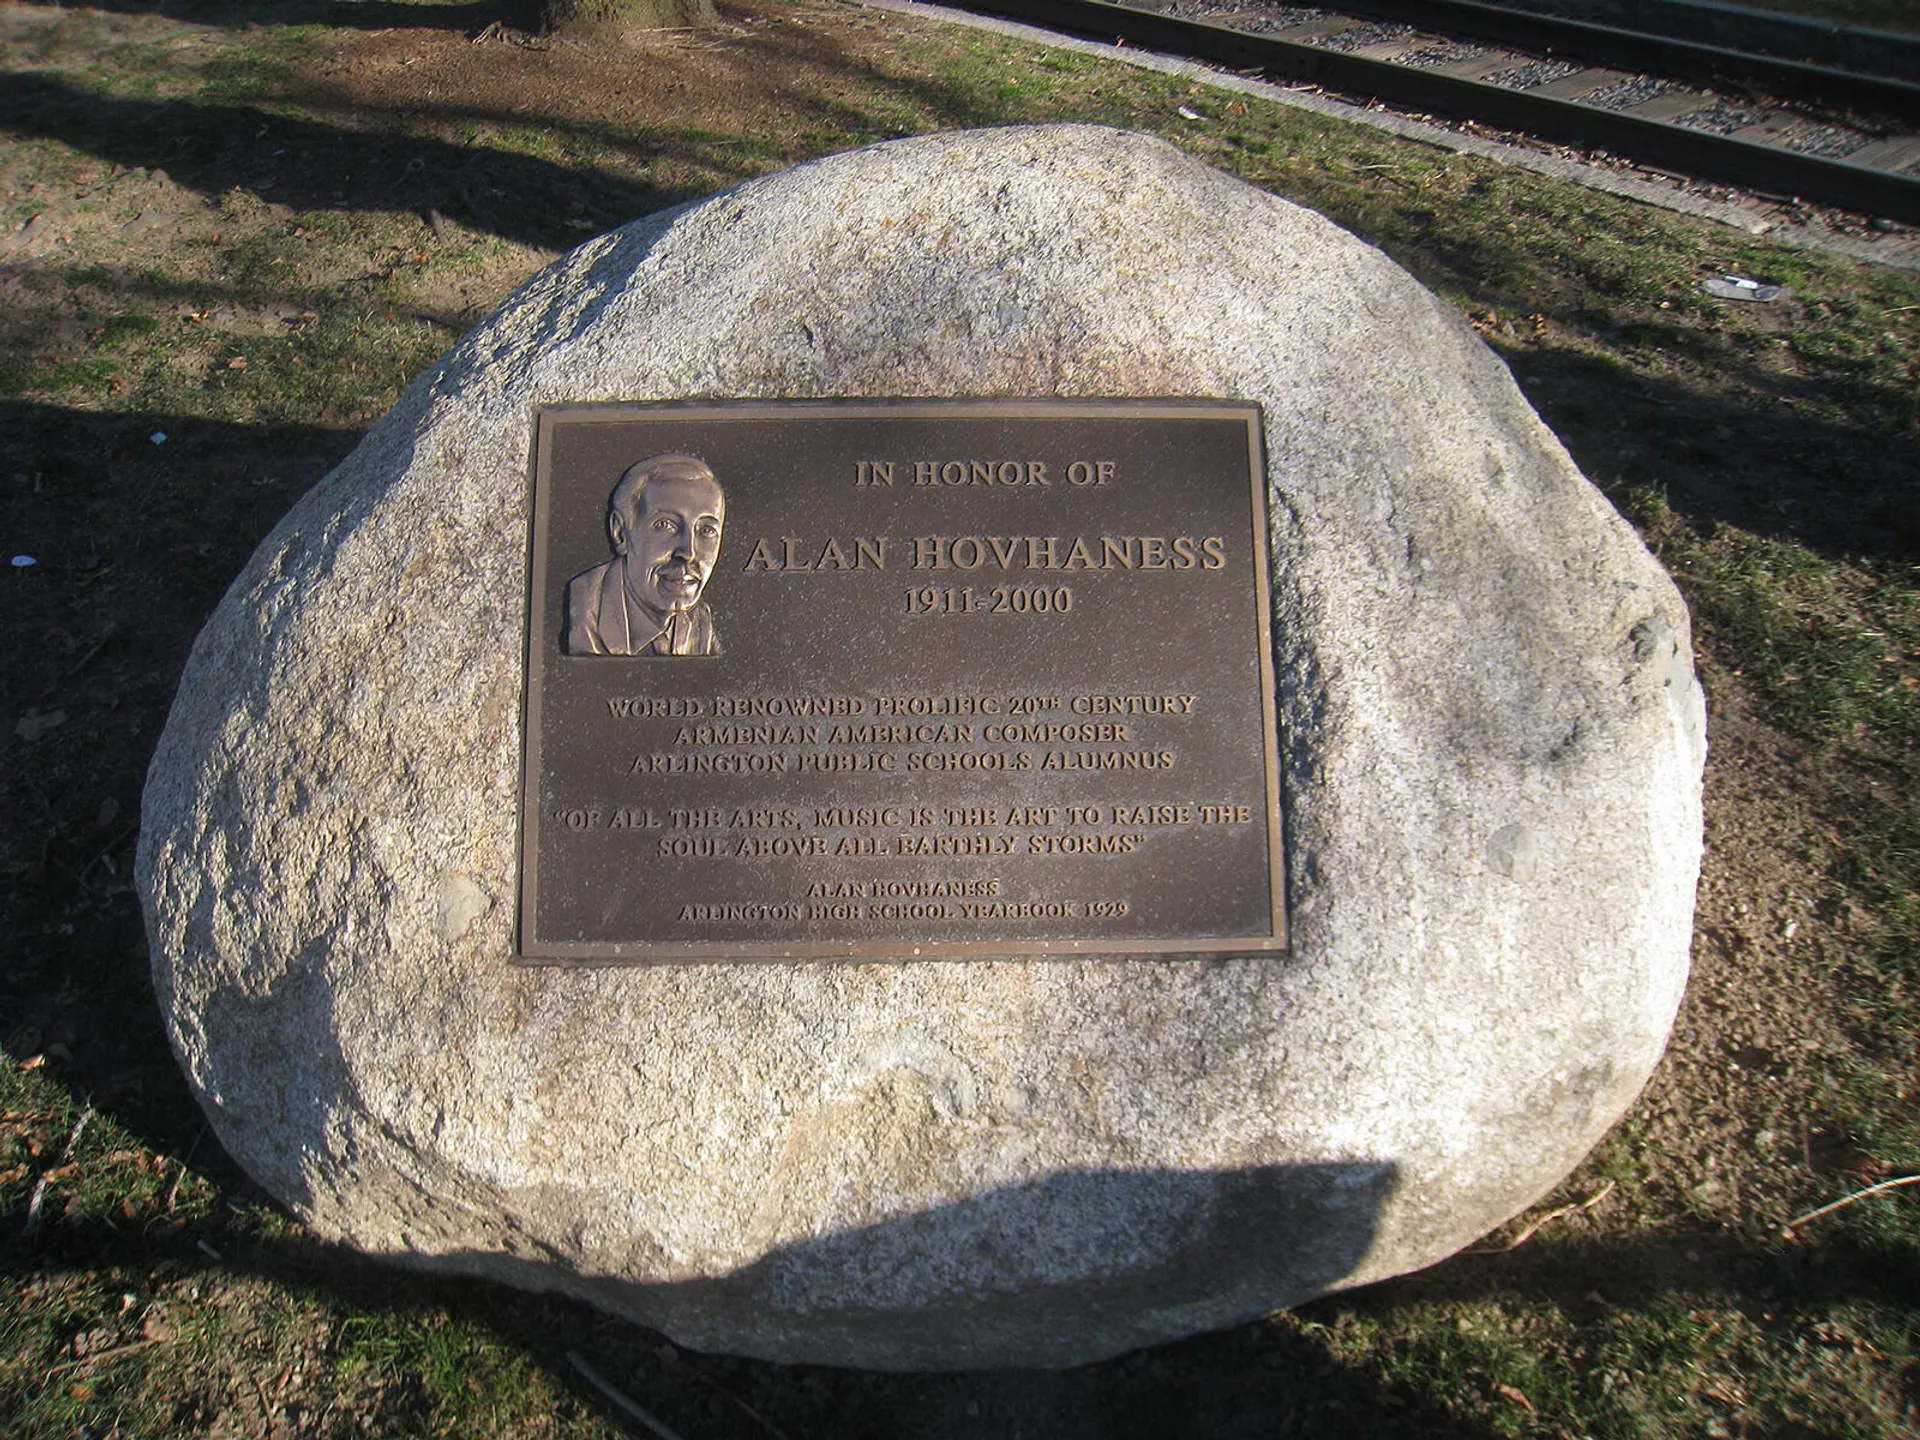 IN HONOR OF
ALAN HOVHANESS
1911-2000
WORLD RENOWNED PROLIFIC 20TH CENTURY
ARMENIAN AMERICAN COMPOSER
ARLINGTON PUBLIC SCHOOLS ALUMNUS
"OF ALL THE ARTS, MUSIC IS THE ART TO RAISE THE
SOUL ABOVE ALL EARTHLY STORMS"
ALAN HOVHANESS
ARLINGTON HIGH SCHOOL YEARBOOK 1929